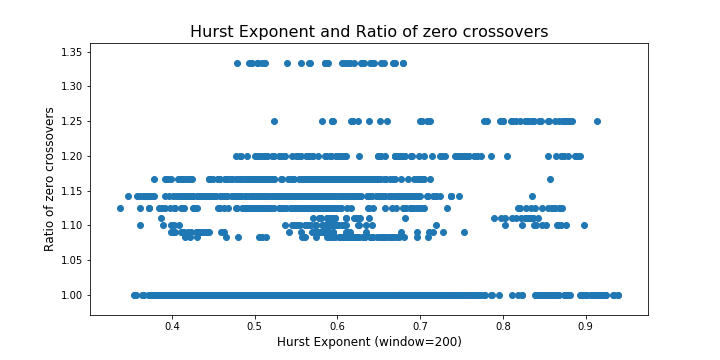 Hurst Exponent and Ratio of zero crossovers
Ratio of zero crossovers
1.35
1.30
1.25
1.20
1.15
1.10
1.05
1.00
0.4 0.5 0.6 0.7 0.8 0.9
Hurst Exponent (window=200)